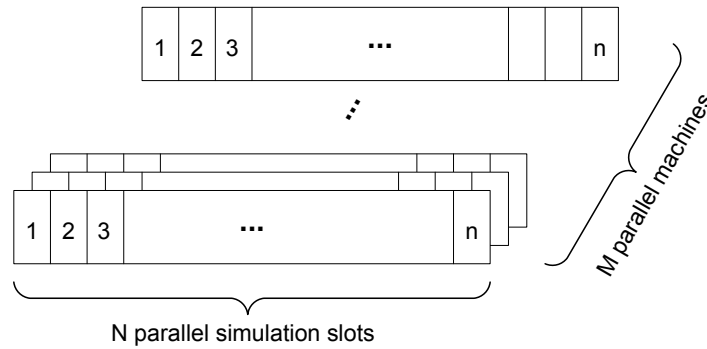 1 2 3 ... n
...
1 2 3 ... n
M parallel machines
N parallel simulation slots